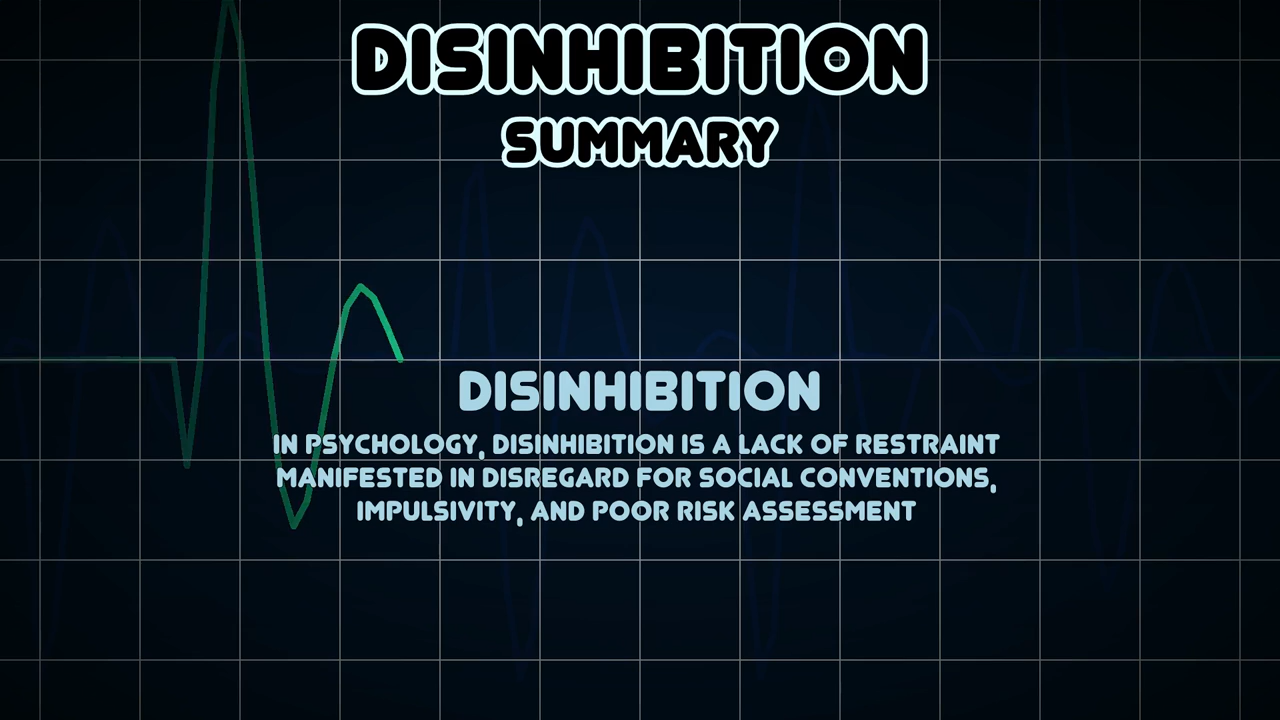 DISINHIBITION
SUMMARY
DISINHIBITION
IN PSYCHOLOGY, DISINHIBITION IS A LACK OF RESTRAINT
MANIFESTED IN DISREGARD FOR SOCIAL CONVENTIONS,
IMPULSIVITY, AND POOR RISK ASSESSMENT